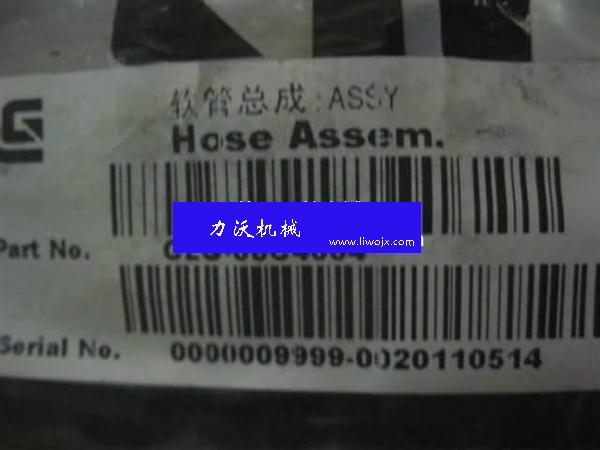 软管总成:ASSY
Hose Assem.
力沃机械
www.liwojx.com
Part No.
Serial No. 0000009999-0020110514